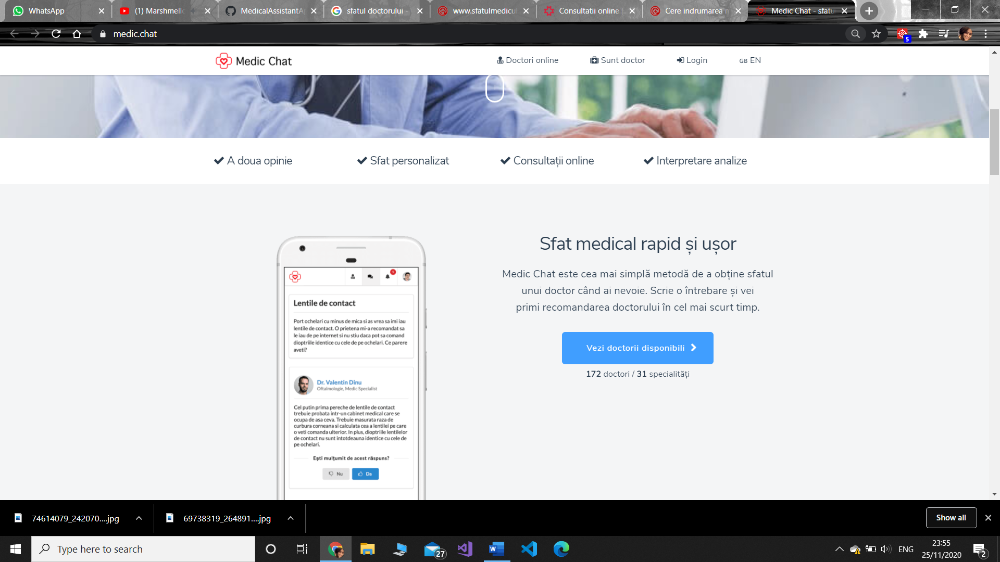 WhatsApp
(1) Marshmello
MedicalAssistantA
sfatul doctorului -
www.sfatulmedicul
Consultatii online
Cere indrumarea m
Medic Chat - sfatu
medic.chat
5
Medic Chat
Doctori online
Sunt doctor
Login
GB EN
A doua opinie
Sfat personalizat
Consultații online
Interpretare analize
1
Lentile de contact
Port ochelari cu minus de mica si as vrea sa imi iau
lentile de contact. O prietena mi-a recomandat sa
le iau de pe internet si nu stiu daca pot sa comand
dioptriile identice cu cele de pe ochelari. Ce parere
aveti?
Dr. Valentin Dinu
Oftalmologie, Medic Specialist
Cel putin prima pereche de lentile de contact
trebuie probata intr-un cabinet medical care se
ocupa de asa ceva. Trebuie masurata raza de
curbura corneana si calculata cea a lentilei pe care
o veti comanda ulterior. In plus, dioptriile lentilelor
de contact nu sunt intotdeauna identice cu cele de
pe ochelari.
Ești mulțumit de acest răspuns?
Nu
Da
Sfat medical rapid și ușor
Medic Chat este cea mai simplă metodă de a obține sfatul
unui doctor când ai nevoie. Scrie o întrebare și vei
primi recomandarea doctorului în cel mai scurt timp.
Vezi doctorii disponibili
172 doctori / 31 specialități
74614079_242070....jpg
69738319_264891....jpg
Show all
Type here to search
27
ENG
23:55
25/11/2020
2